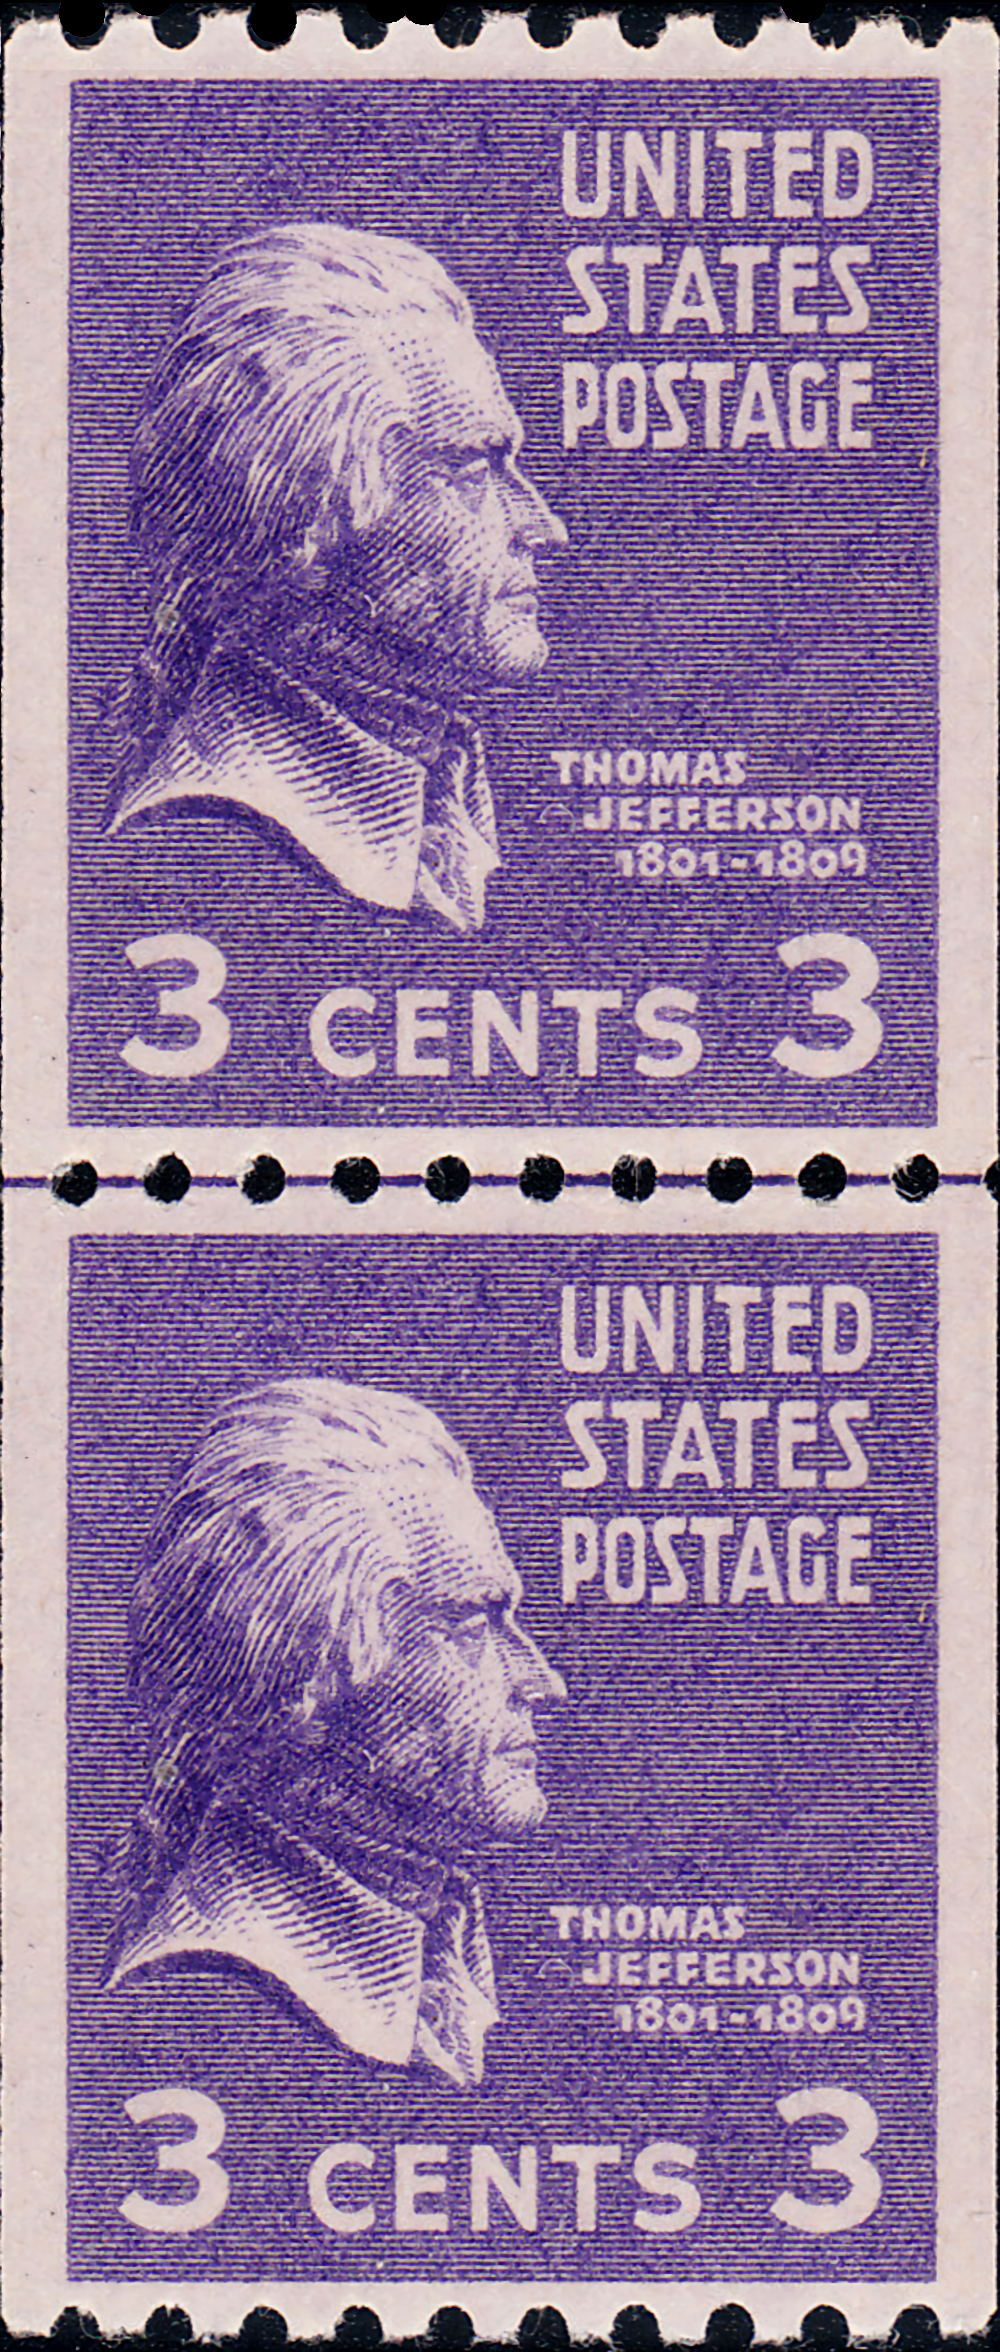 UNITED
STATES
POSTAGE
THOMAS
JEFFERSON
1801-1809
3 CENTS 3
UNITED
STATES
POSTAGE
THOMAS
JEFFERSON
1801-1809
3 CENTS 3